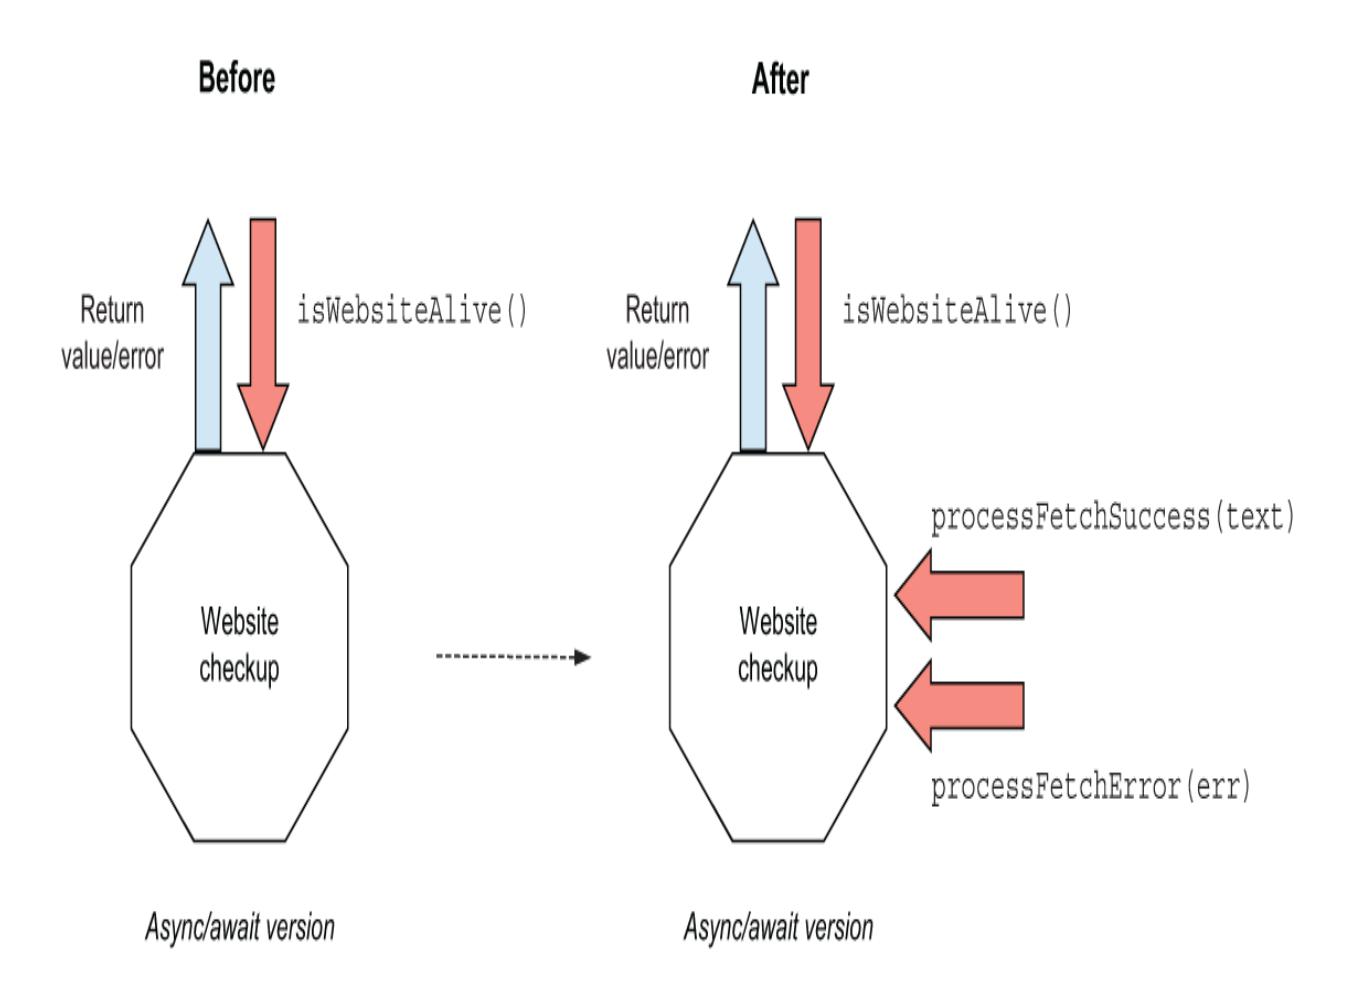 Before
After
Return
value/error
isWebsiteAlive()
Return
value/error
isWebsiteAlive()
processFetchSuccess(text)
Website
checkup
Website
checkup
processFetchError(err)
Async/await version
Async/await version